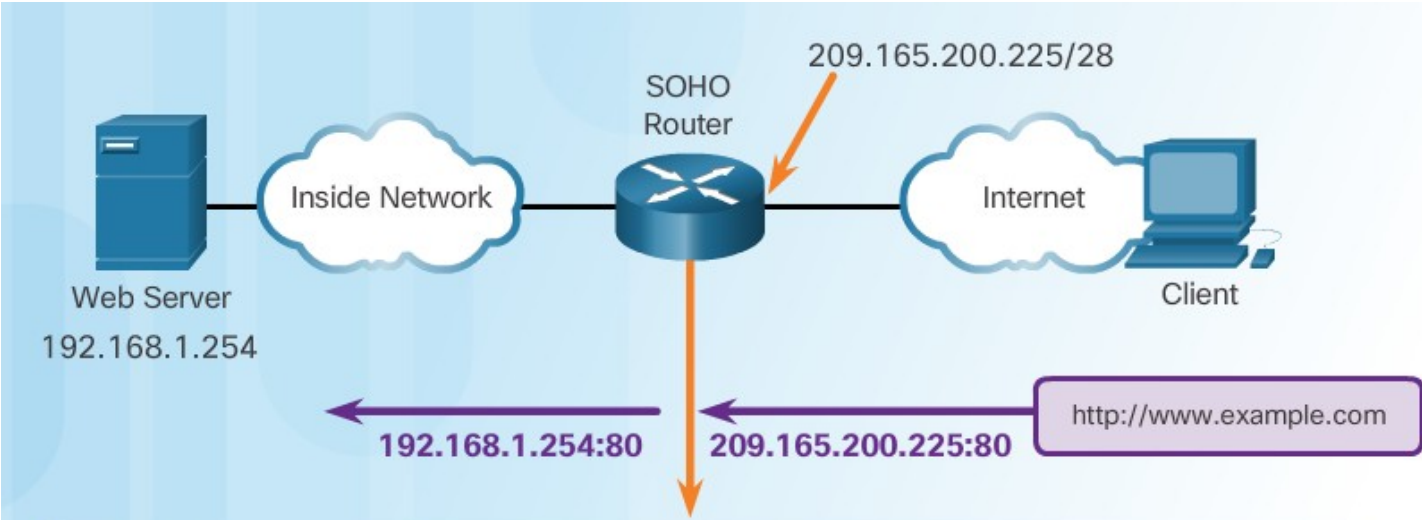 209.165.200.225/28
SOHO
Router
Inside Network
Internet
Web Server
192.168.1.254
Client
http://www.example.com
192.168.1.254:80
209.165.200.225:80